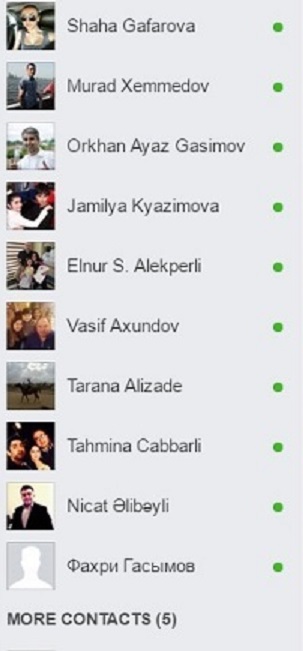 Shaha Gafarova
Murad Xemmedov
Orkhan Ayaz Gasimov
Jamilya Kyazimova
Elnur S. Alekperli
Vasif Axundov
Tarana Alizade
Tahmina Cabbarli
Nicat Əlibəyli
Фахри Гасымов
MORE CONTACTS (5)